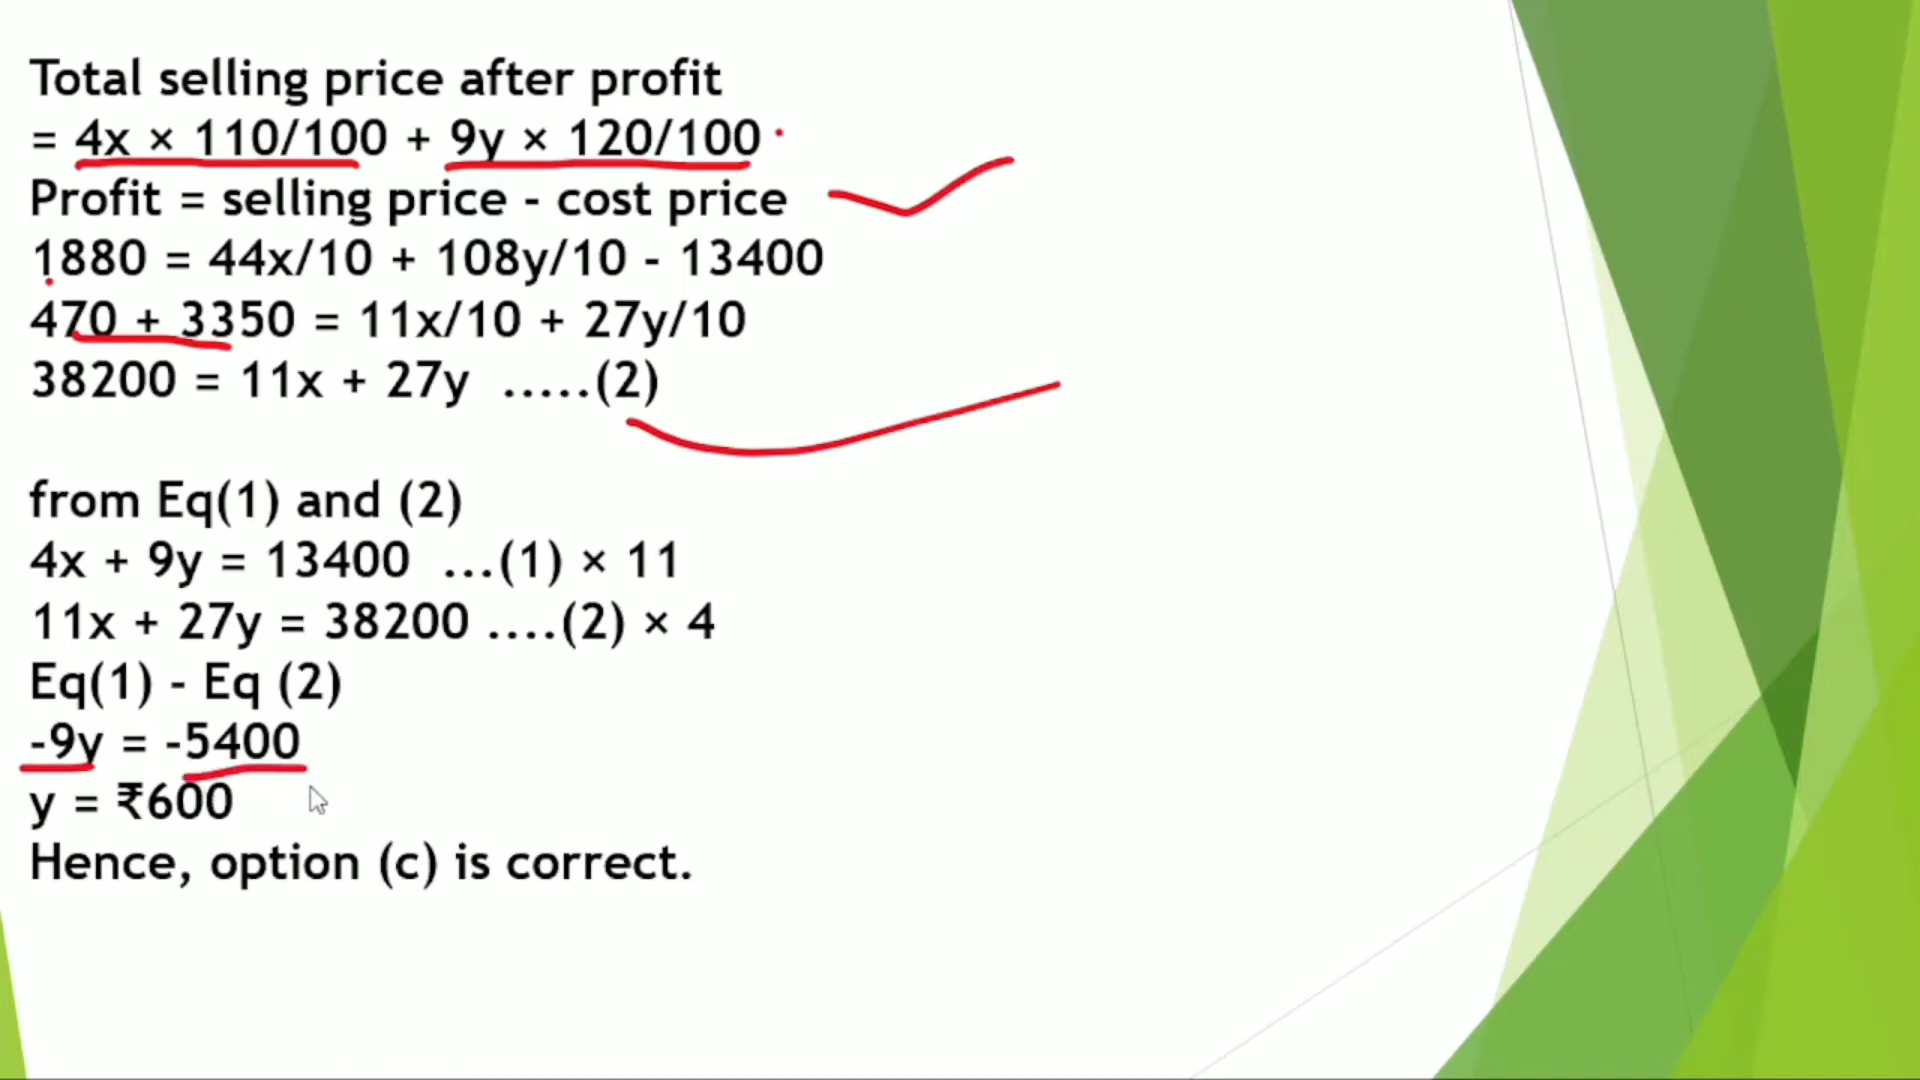 Total selling price after profit
= 4x × 110/100 + 9y × 120/100
Profit = selling price - cost price
1880 = 44x/10 + 108y/10 - 13400
470 + 3350 = 11x/10 + 27y/10
38200 = 11x + 27y .....(2)
from Eq(1) and (2)
4x + 9y = 13400 ...(1) × 11
11x + 27y = 38200 ....(2) × 4
Eq(1) - Eq (2)
-9y = -5400
y = ₹600
Hence, option (c) is correct.